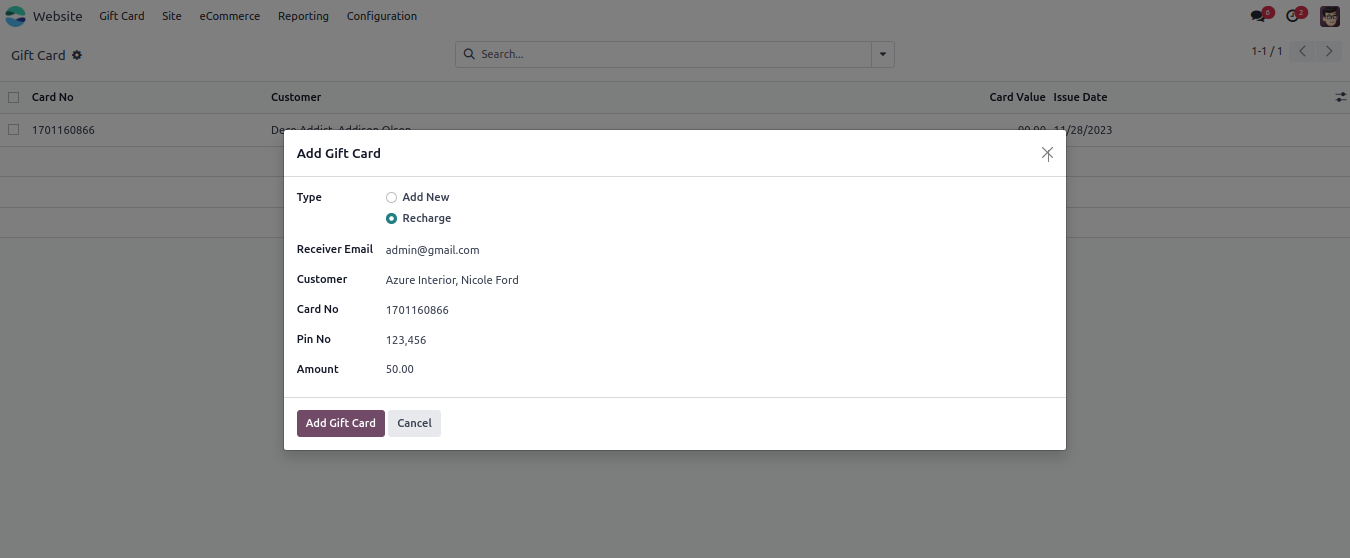 Website Gift Card Site eCommerce Reporting Configuration 6 2
Gift Card Search... 1-1 / 1
Card No Customer Card Value Issue Date
1701160866 Deco Addict, Addison Olson 90.00 11/28/2023
Add Gift Card
Type Add New
Recharge
Receiver Email admin@gmail.com
Customer Azure Interior, Nicole Ford
Card No 1701160866
Pin No 123,456
Amount 50.00
Add Gift Card Cancel